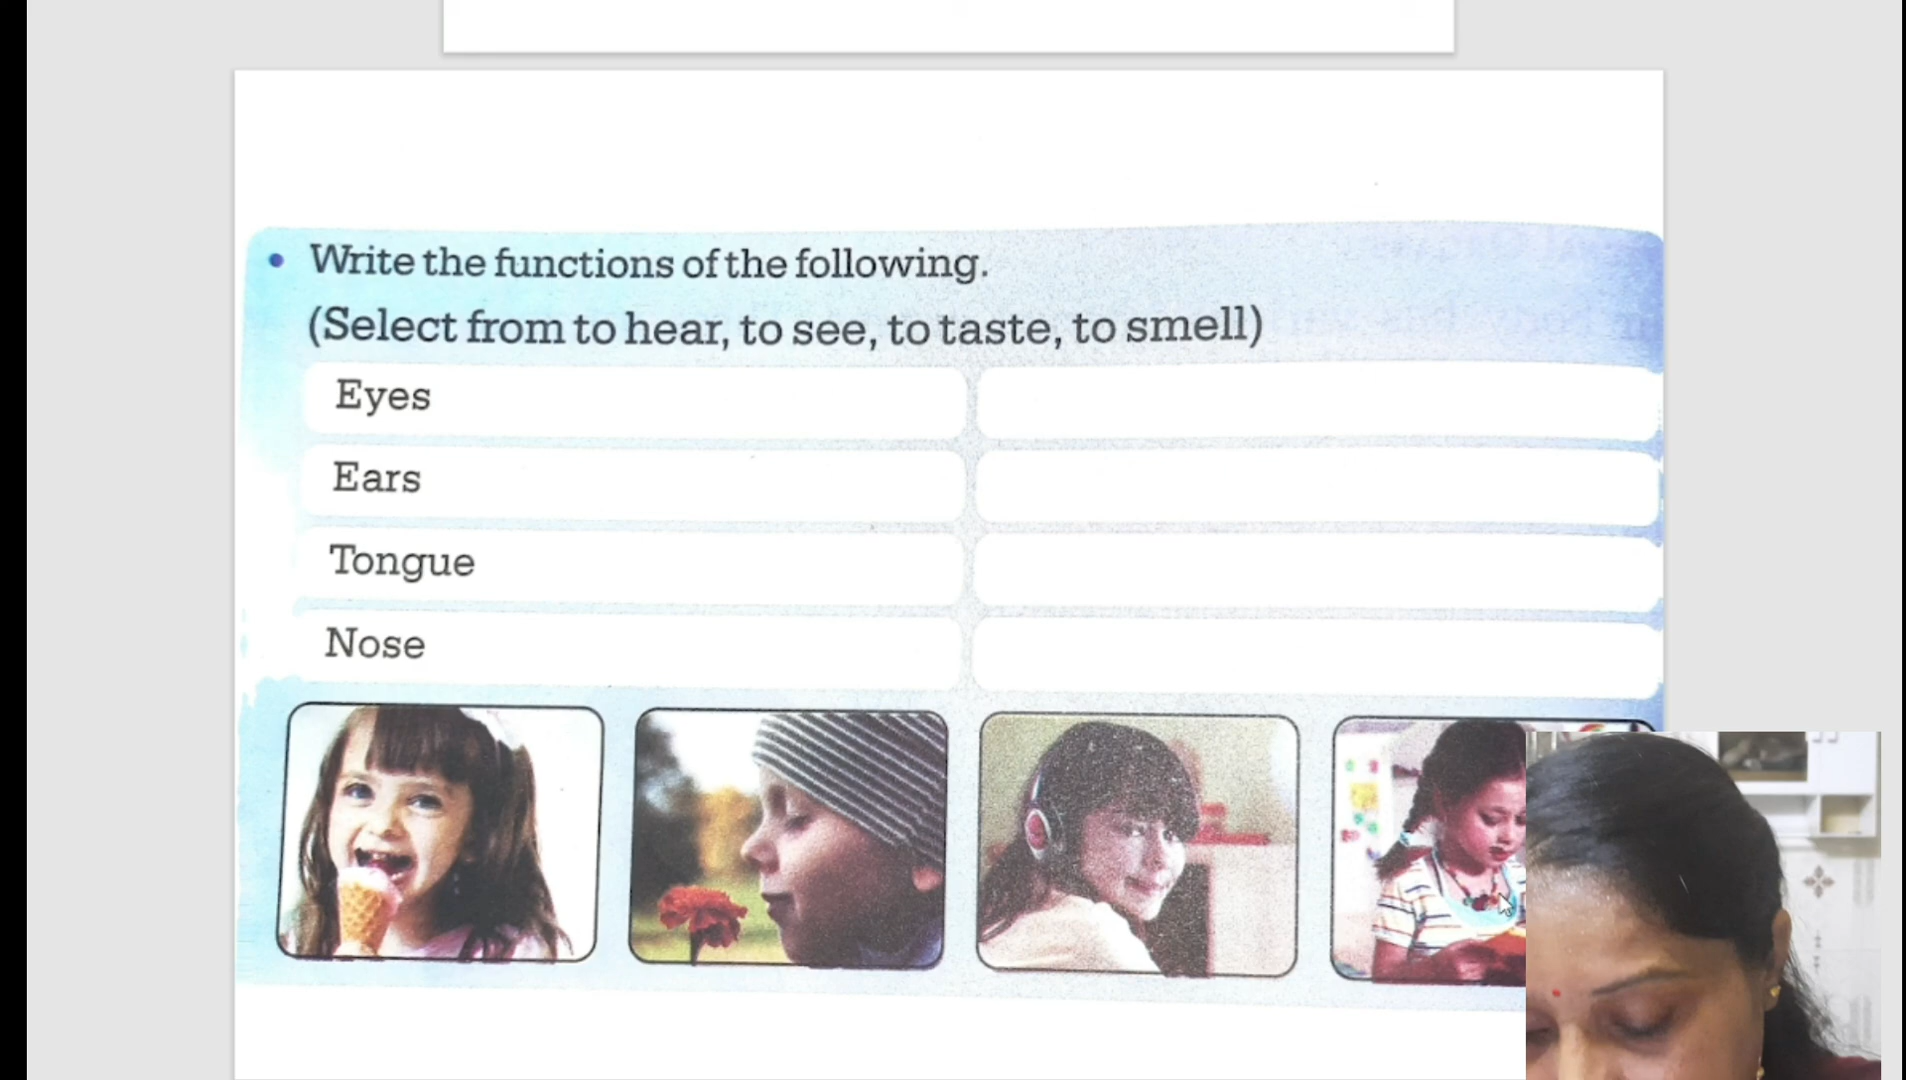 • Write the functions of the following.
(Select from to hear, to see, to taste, to smell)
Eyes
Ears
Tongue
Nose